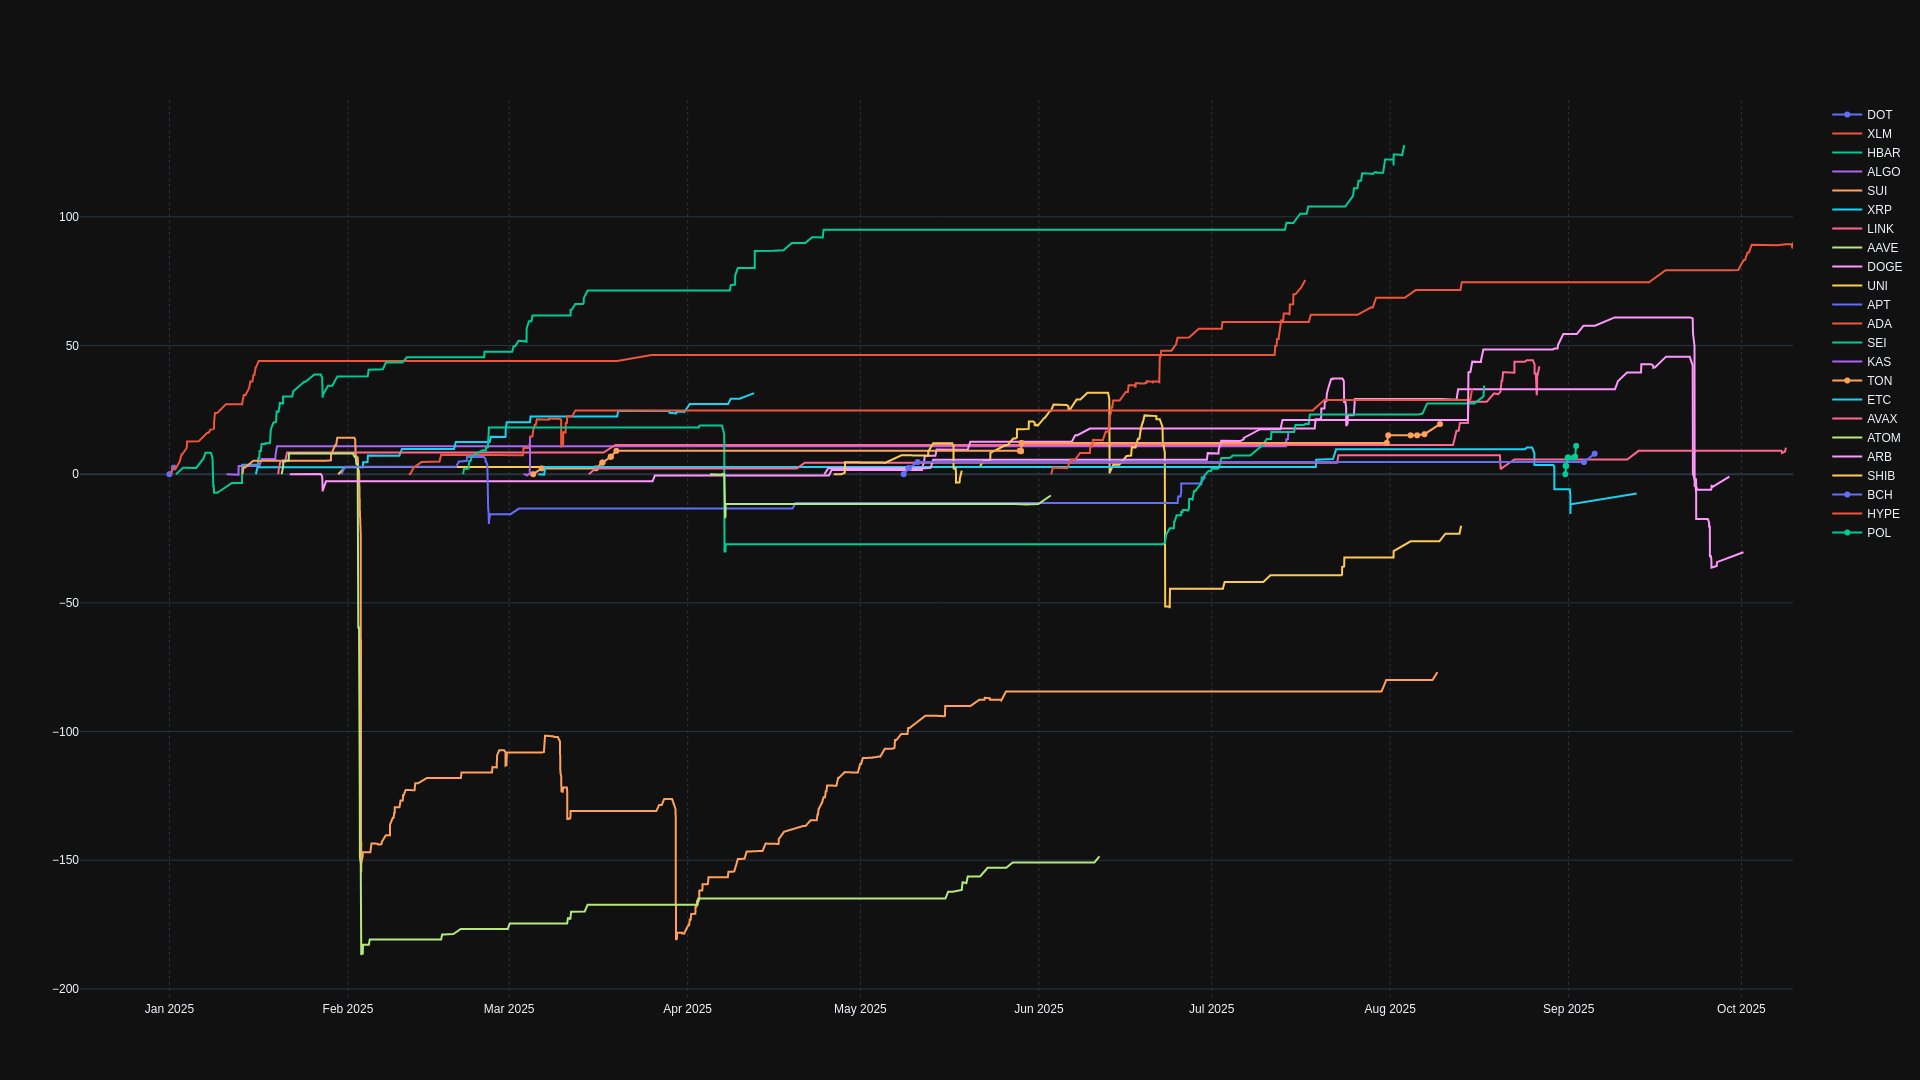 100
50
0
−50
−100
−150
−200
Jan 2025
Feb 2025
Mar 2025
Apr 2025
May 2025
Jun 2025
Jul 2025
Aug 2025
Sep 2025
Oct 2025
DOT
XLM
HBAR
ALGO
SUI
XRP
LINK
AAVE
DOGE
UNI
APT
ADA
SEI
KAS
TON
ETC
AVAX
ATOM
ARB
SHIB
BCH
HYPE
POL